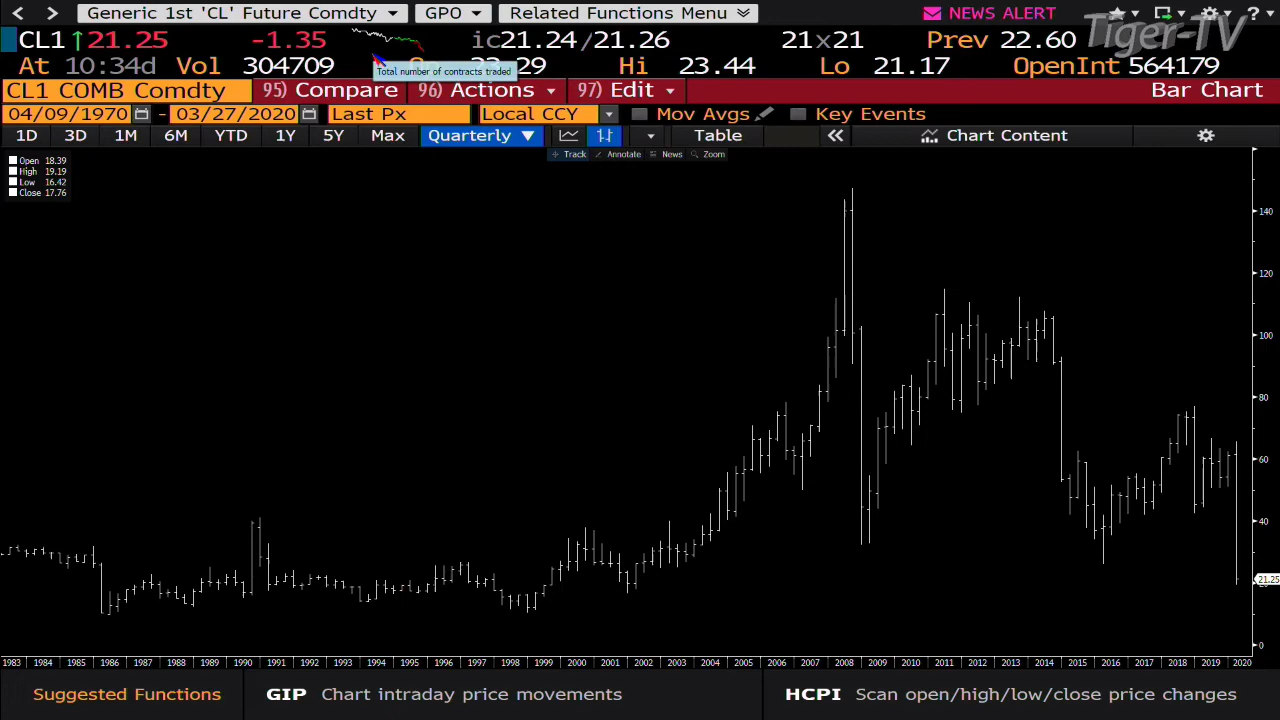 Generic 1st 'CL' Future Comdty GPO Related Functions Menu NEWS ALERT ?
CL1 ↑21.25 -1.35 ic21.24/21.26 21x21 Prev 22.60 Tiger-TV
At 10:34d Vol 304709 23.29 Hi 23.44 Lo 21.17 OpenInt 564179
Total number of contracts traded
CL1 COMB Comdty 95) Compare 96) Actions 97) Edit Bar Chart
04/09/1970 - 03/27/2020 Last Px Local CCY Mov Avgs Key Events
1D 3D 1M 6M YTD 1Y 5Y Max Quarterly ▼ Table « Chart Content
Track Annotate News Zoom
Open 18.39
High 19.19
Low 16.42
Close 17.76
140
120
100
80
60
40
21.25
0
1983 1984 1985 1986 1987 1988 1989 1990 1991 1992 1993 1994 1995 1996 1997 1998 1999 2000 2001 2002 2003 2004 2005 2006 2007 2008 2009 2010 2011 2012 2013 2014 2015 2016 2017 2018 2019 2020
Suggested Functions GIP Chart intraday price movements HCPI Scan open/high/low/close price changes